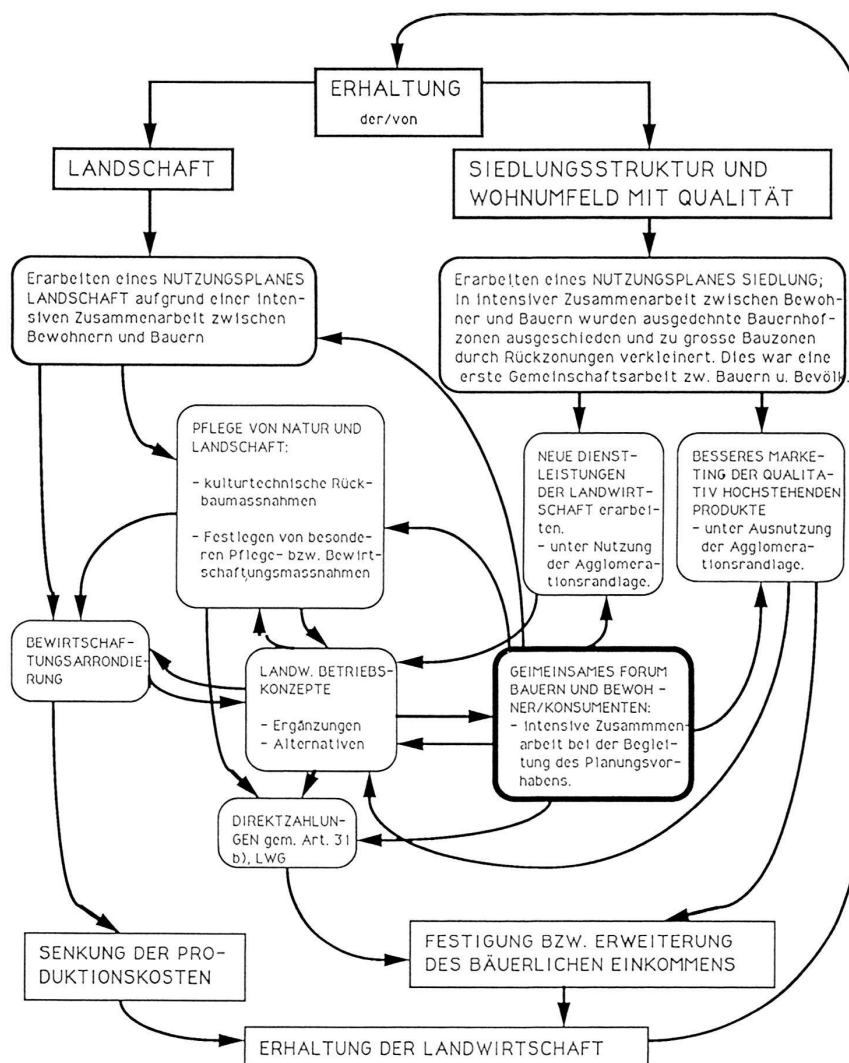 ERHALTUNG
der/von
LANDSCHAFT
SIEDLUNGSSTRUKTUR UND
WOHNUMFELD MIT QUALITÄT
Erarbeiten eines NUTZUNGSPLANES
LANDSCHAFT aufgrund einer inten-
siven Zusammenarbeit zwischen
Bewohnern und Bauern
Erarbeiten eines NUTZUNGSPLANES SIEDLUNG;
in intensiver Zusammenarbeit zwischen Bewoh-
ner und Bauern wurden ausgedehnte Bauernhof-
zonen ausgeschieden und zu grosse Bauzonen
durch Rückzonungen verkleinert. Dies war eine
erste Gemeinschaftsarbeit zw. Bauern u. Bevölk.
PFLEGE VON NATUR UND
LANDSCHAFT:
- kulturtechnische Rück-
baumassnahmen
- Festlegen von besonde-
ren Pflege- bzw. Bewirt-
schaftungsmassnahmen
NEUE DIENST-
LEISTUNGEN
DER LANDWIRT-
SCHAFT erarbei-
ten.
- unter Nutzung
der Agglomera-
tionsrandlage.
BESSERES MARKE-
TING DER QUALITA-
TIV HOCHSTEHENDEN
PRODUKTE
- unter Ausnutzung
der Agglomera-
tionsrandlage.
BEWIRTSCHAF-
TUNGSARRONDIE-
RUNG
LANDW. BETRIEBS-
KONZEPTE
- Ergänzungen
- Alternativen
GEIMEINSAMES FORUM
BAUERN UND BEWOH-
NER/KONSUMENTEN:
- intensive Zusammmen-
arbeit bei der Beglei-
tung des Planungsvor-
habens.
DIREKTZAHLUN-
GEN gem. Art. 31
b), LWG
SENKUNG DER PRO-
DUKTIONSKOSTEN
FESTIGUNG BZW. ERWEITERUNG
DES BÄUERLICHEN EINKOMMENS
ERHALTUNG DER LANDWIRTSCHAFT